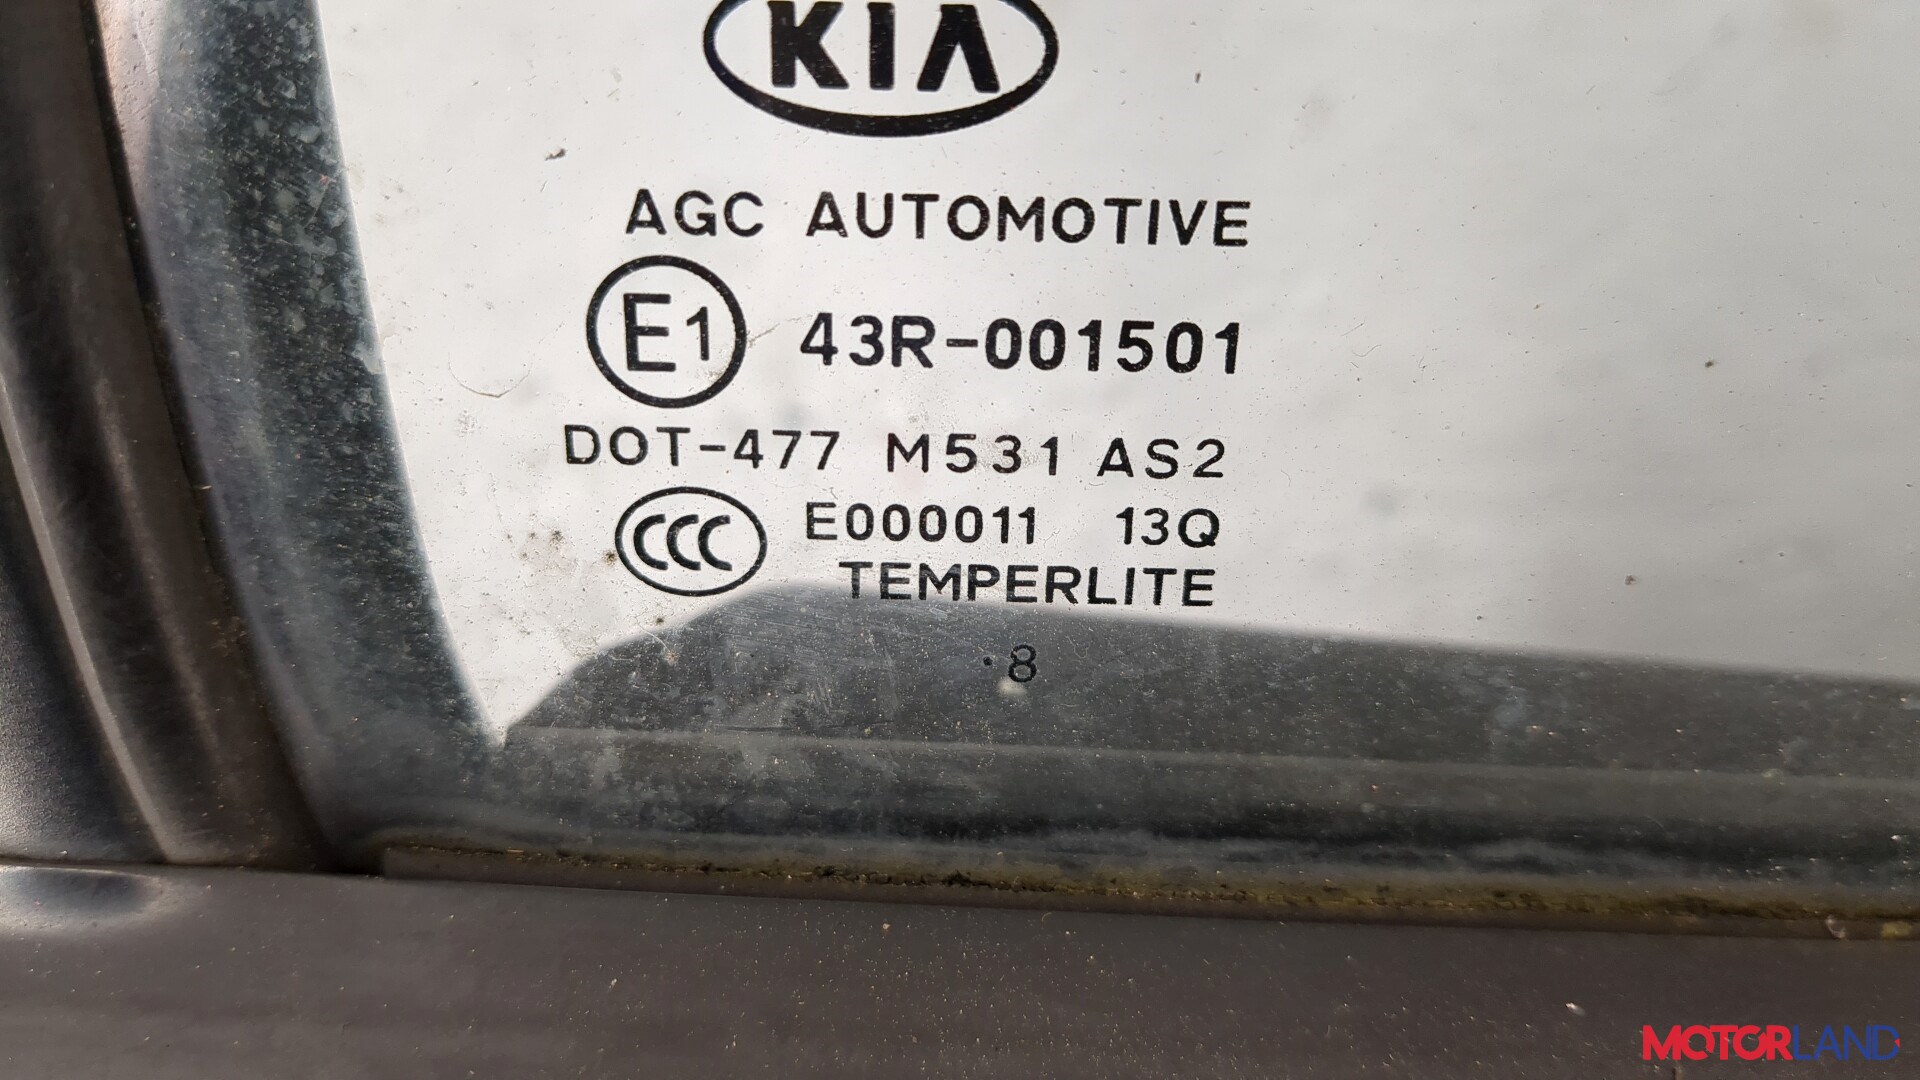 KIA
AGC AUTOMOTIVE
E1 43R-001501
DOT-477 M531 AS2
CCC E000011 13Q
TEMPERLITE
·8
MOTORLAND